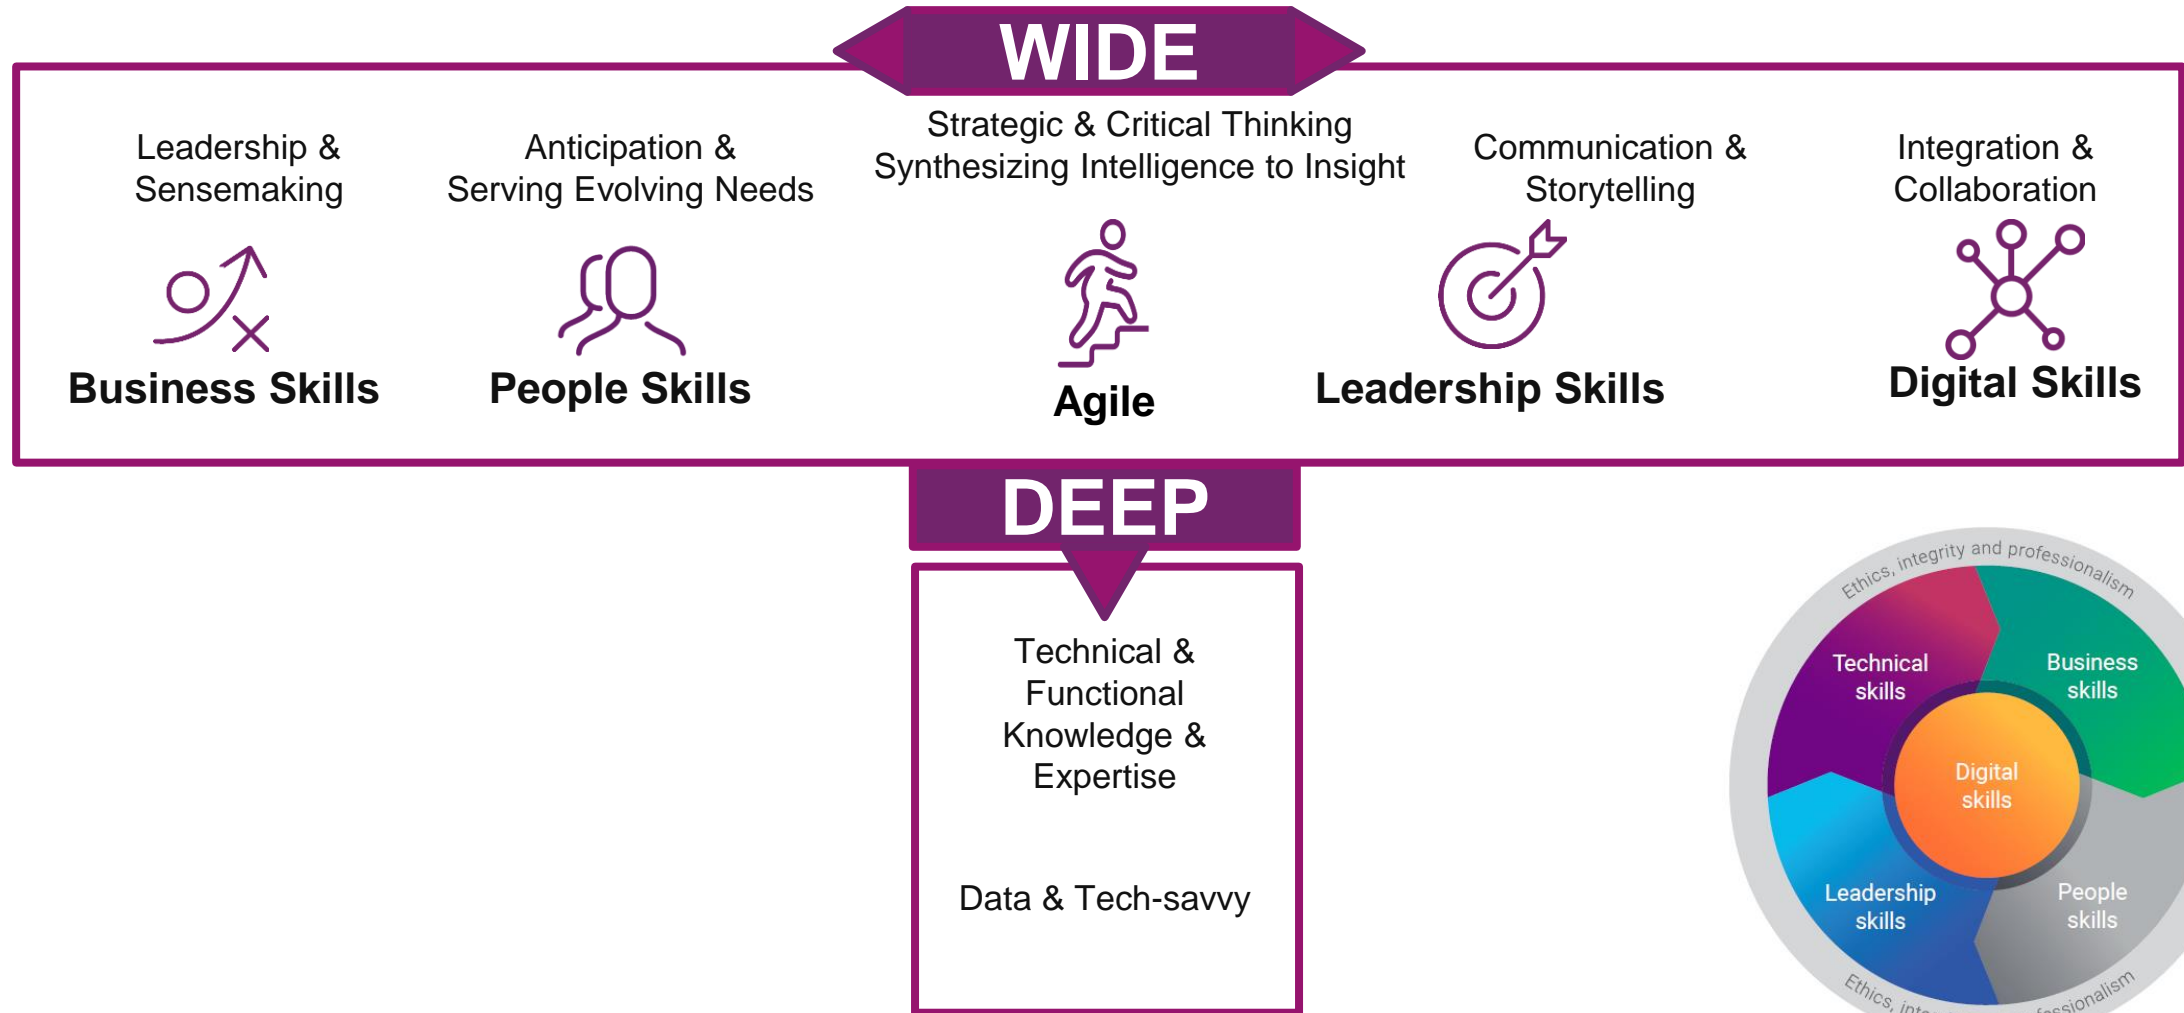 WIDE
Leadership &
Sensemaking
Business Skills
Anticipation &
Serving Evolving Needs
People Skills
Strategic & Critical Thinking
Synthesizing Intelligence to Insight
Agile
Communication &
Storytelling
Leadership Skills
Integration &
Collaboration
Digital Skills
DEEP
Technical &
Functional
Knowledge &
Expertise
Data & Tech-savvy
Ethics, integrity and professionalism
Technical
skills
Business
skills
Digital
skills
Leadership
skills
People
skills
Ethics,